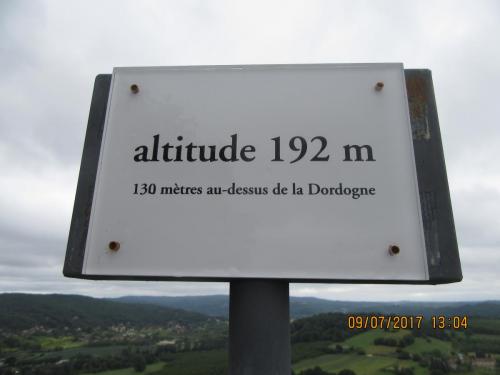 altitude 192 m
130 mètres au-dessus de la Dordogne
09/07/2017 13:04